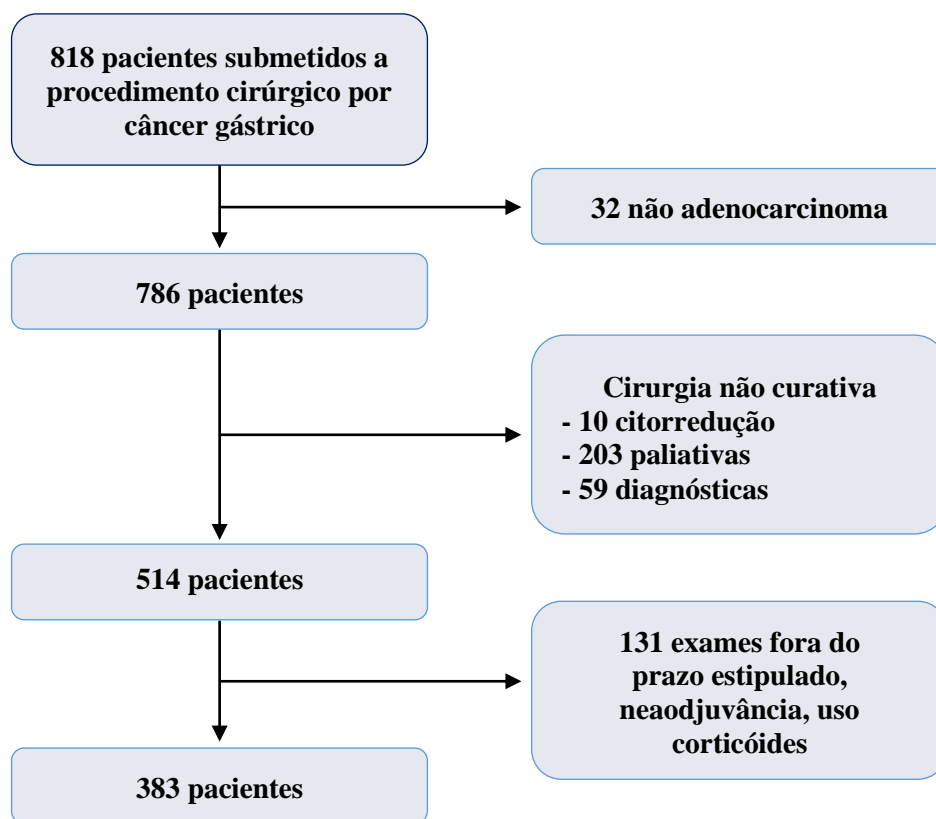 818 pacientes submetidos a
procedimento cirúrgico por
câncer gástrico
32 não adenocarcinoma
786 pacientes
Cirurgia não curativa
- 10 citorredução
- 203 paliativas
- 59 diagnósticas
514 pacientes
131 exames fora do
prazo estipulado,
neaodjuvância, uso
corticóides
383 pacientes